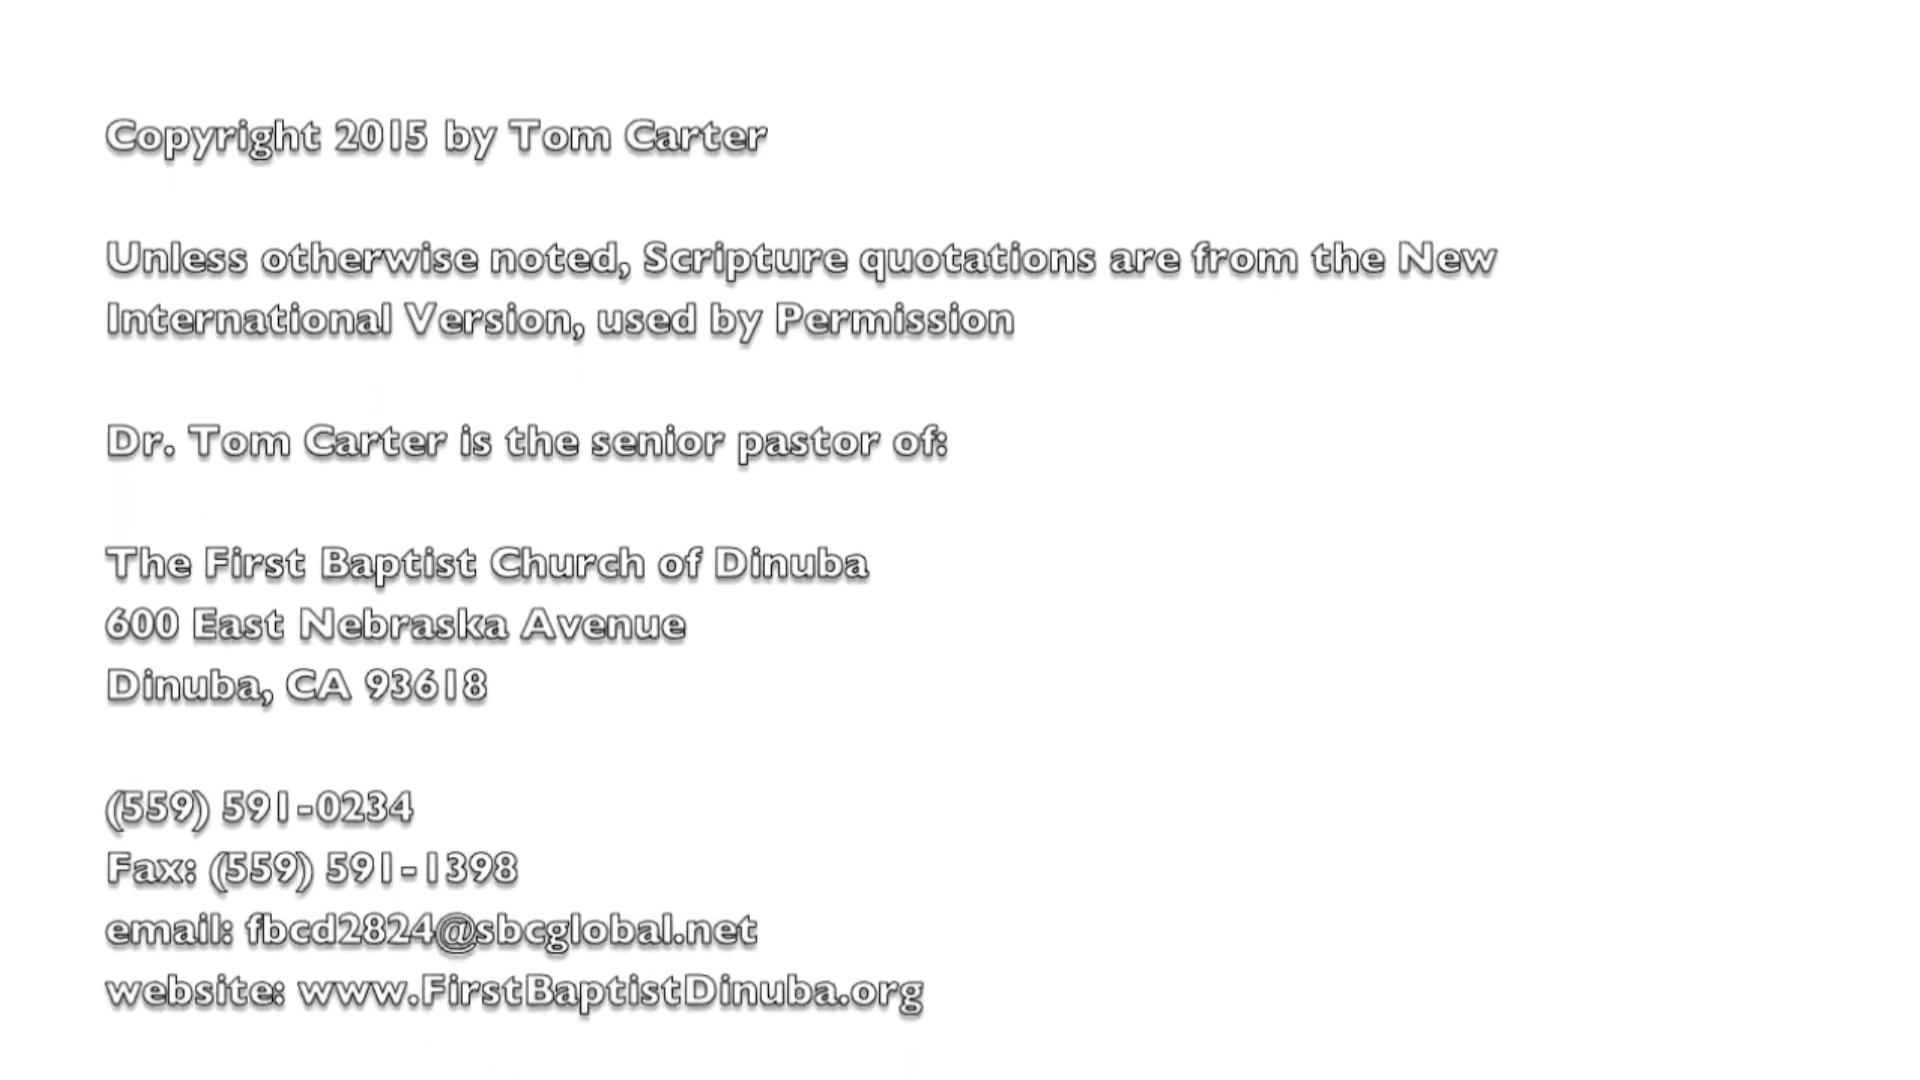 Copyright 2015 by Tom Carter
Unless otherwise noted, Scripture quotations are from the New
International Version, used by Permission
Dr. Tom Carter is the senior pastor of:
The First Baptist Church of Dinuba
600 East Nebraska Avenue
Dinuba, CA 93618
(559) 591-0234
Fax: (559) 591-1398
email: fbcd2824@sbcglobal.net
website: www.FirstBaptistDinuba.org